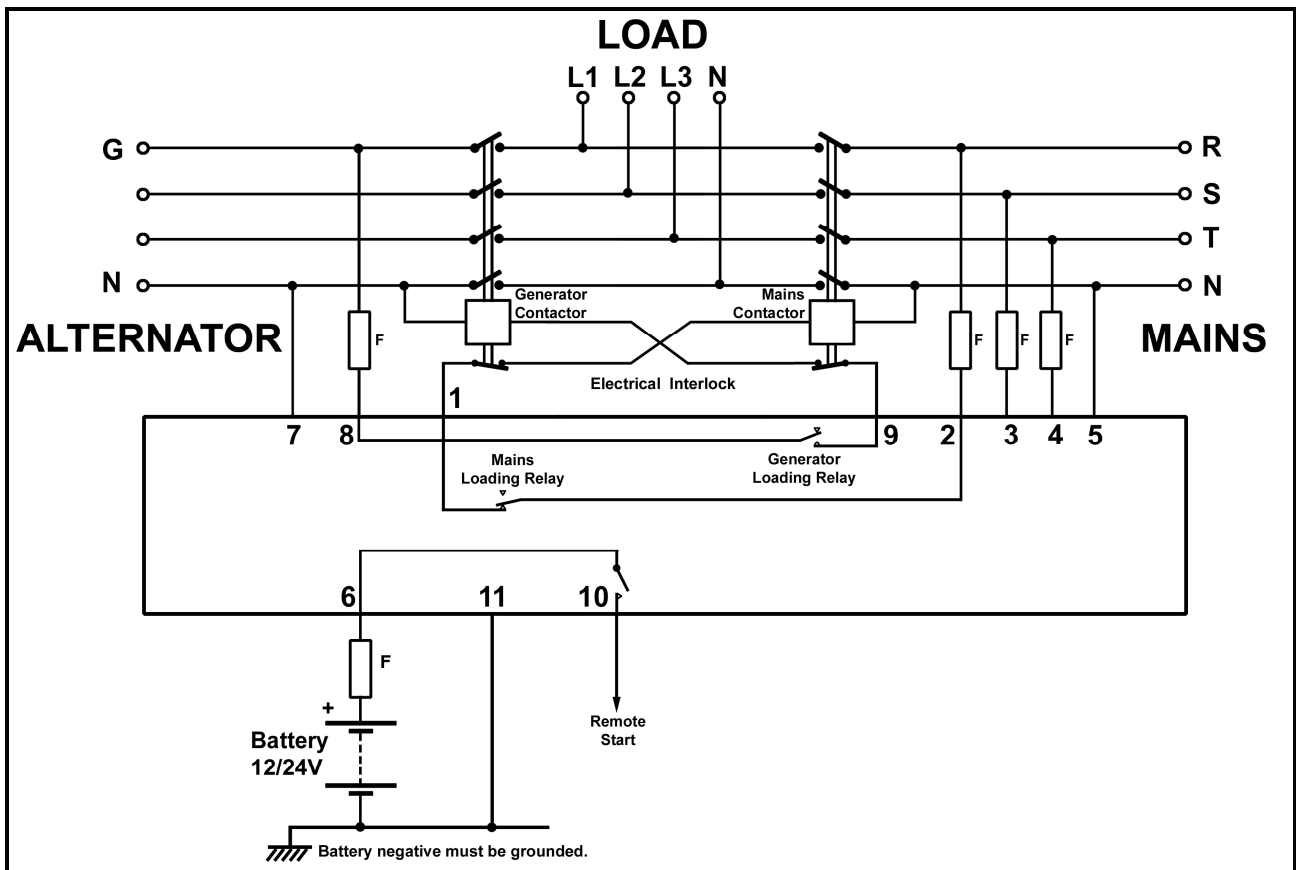 LOAD
L1 L2 L3 N
G
R
S
T
N
N
Generator
Contactor
Mains
Contactor
ALTERNATOR
MAINS
F
F
F
F
Electrical Interlock
1
7
8
9
2
3
4
5
Mains
Loading Relay
Generator
Loading Relay
6
11
10
F
+
Battery
12/24V
Remote
Start
Battery negative must be grounded.